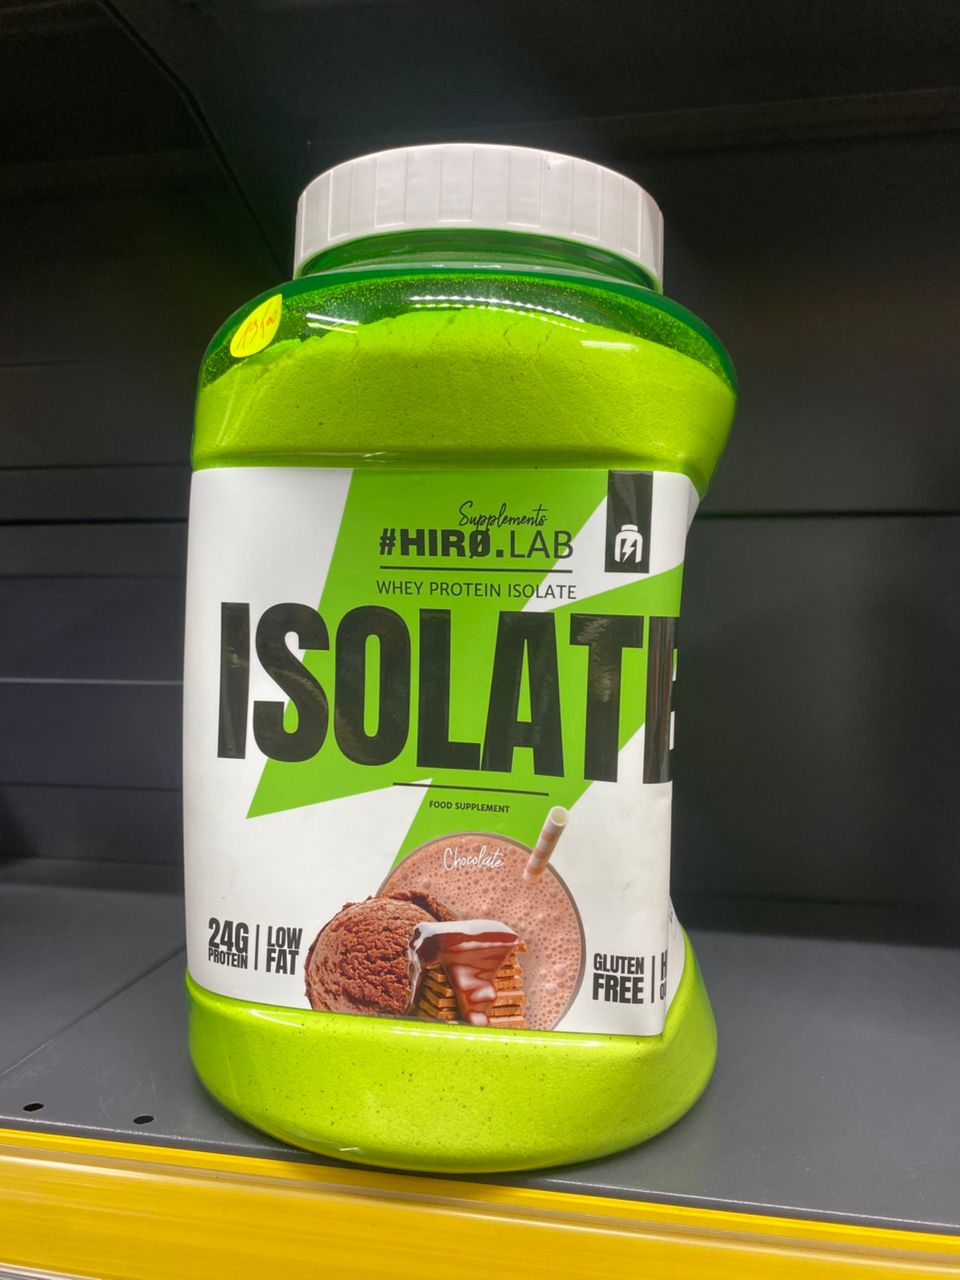 Supplements
#HIRØ.LAB
WHEY PROTEIN ISOLATE
ISOLATE
FOOD SUPPLEMENT
Chocolate
24G PROTEIN | LOW FAT
GLUTEN FREE